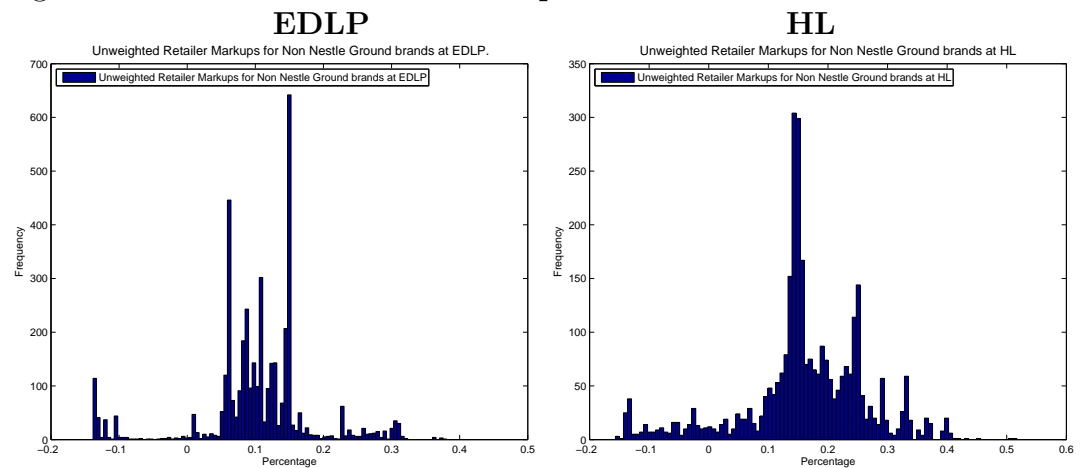 EDLP
HL
Unweighted Retailer Markups for Non Nestle Ground brands at EDLP.
Unweighted Retailer Markups for Non Nestle Ground brands at HL
Unweighted Retailer Markups for Non Nestle Ground brands at EDLP
Unweighted Retailer Markups for Non Nestle Ground brands at HL
700
600
500
400
300
200
100
0
Frequency
−0.2 −0.1 0 0.1 0.2 0.3 0.4 0.5
Percentage
350
300
250
200
150
100
50
0
Frequency
−0.2 −0.1 0 0.1 0.2 0.3 0.4 0.5 0.6
Percentage